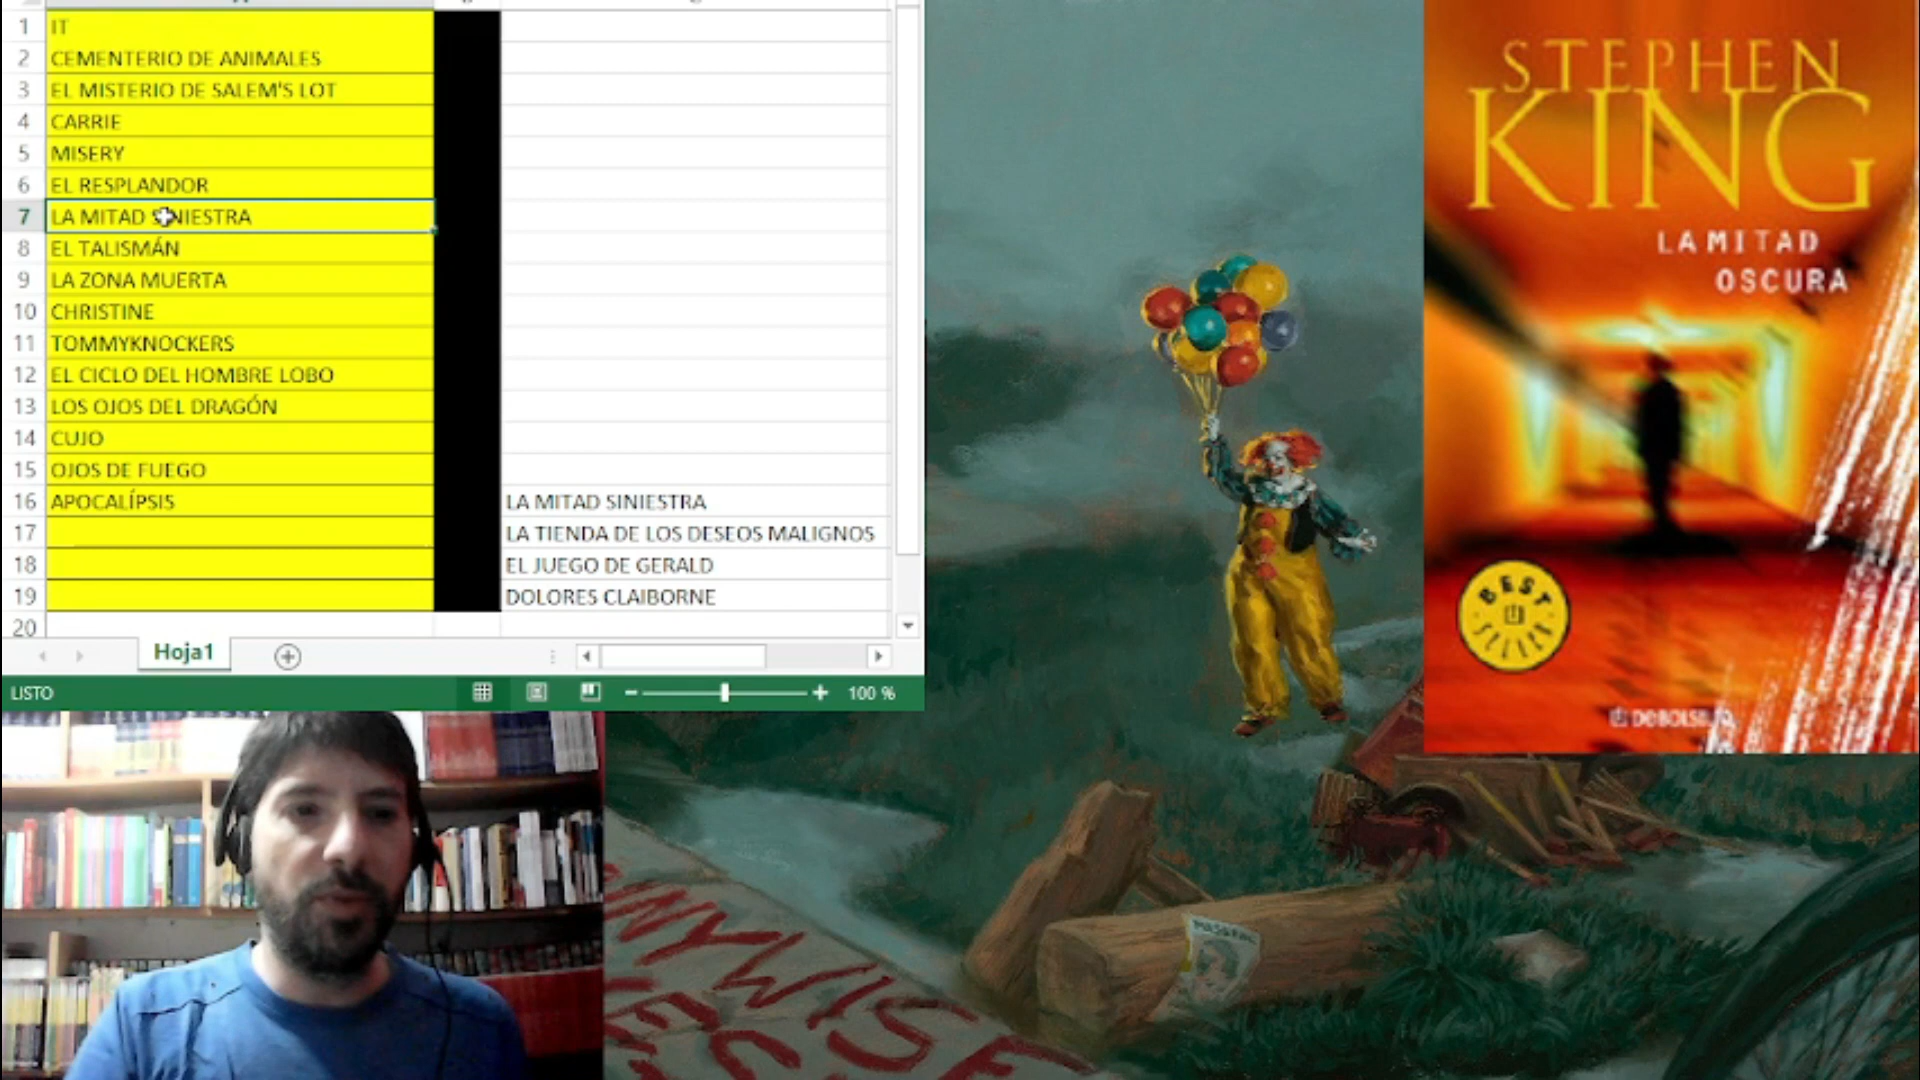 1 IT
2 CEMENTERIO DE ANIMALES
3 EL MISTERIO DE SALEM'S LOT
4 CARRIE
5 MISERY
6 EL RESPLANDOR
7 LA MITAD SINIESTRA
8 EL TALISMÁN
9 LA ZONA MUERTA
10 CHRISTINE
11 TOMMYKNOCKERS
12 EL CICLO DEL HOMBRE LOBO
13 LOS OJOS DEL DRAGÓN
14 CUJO
15 OJOS DE FUEGO
16 APOCALÍPSIS LA MITAD SINIESTRA
17 LA TIENDA DE LOS DESEOS MALIGNOS
18 EL JUEGO DE GERALD
19 DOLORES CLAIBORNE
20
Hoja1
LISTO
100 %
STEPHEN
KING
LA MITAD
OSCURA
BEST
SELLER
DEBOLSILLO
NYWISE